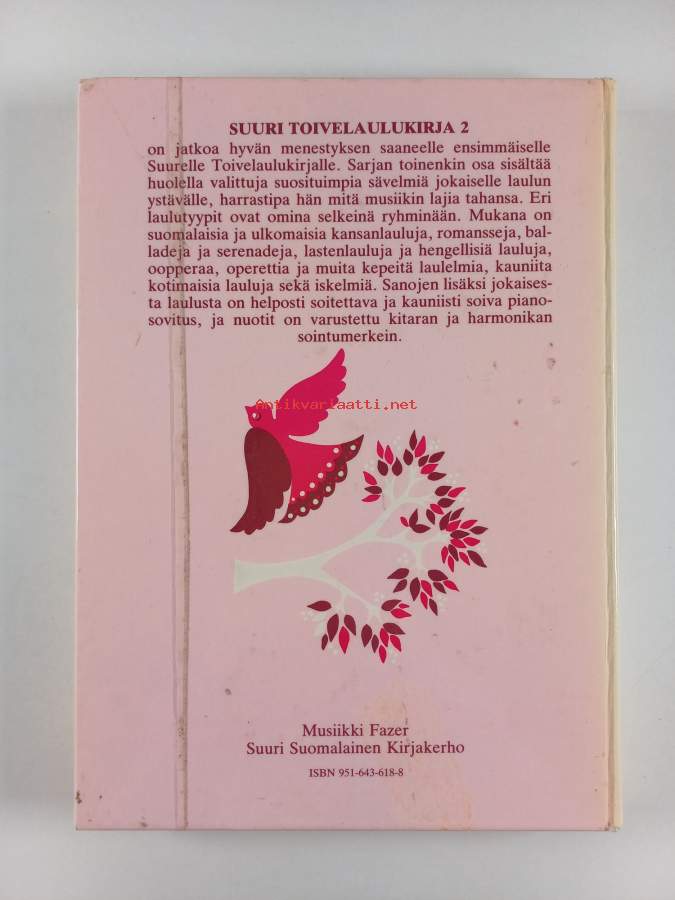 SUURI TOIVELAULUKIRJA 2
on jatkoa hyvän menestyksen saaneelle ensimmäiselle
Suurelle Toivelaulukirjalle. Sarjan toinenkin osa sisältää
huolella valittuja suosituimpia sävelmiä jokaiselle laulun
ystävälle, harrastipa hän mitä musiikin lajia tahansa. Eri
laulutyypit ovat omina selkeinä ryhminään. Mukana on
suomalaisia ja ulkomaisia kansanlauluja, romansseja, bal-
ladeja ja serenadeja, lastenlauluja ja hengellisiä lauluja,
oopperaa, operettia ja muita kepeitä laulelmia, kauniita
kotimaisia lauluja sekä iskelmiä. Sanojen lisäksi jokaises-
ta laulusta on helposti soitettava ja kauniisti soiva piano-
sovitus, ja nuotit on varustettu kitaran ja harmonikan
sointumerkein.
Antikvariaatti.net
Musiikki Fazer
Suuri Suomalainen Kirjakerho
ISBN 951-643-618-8